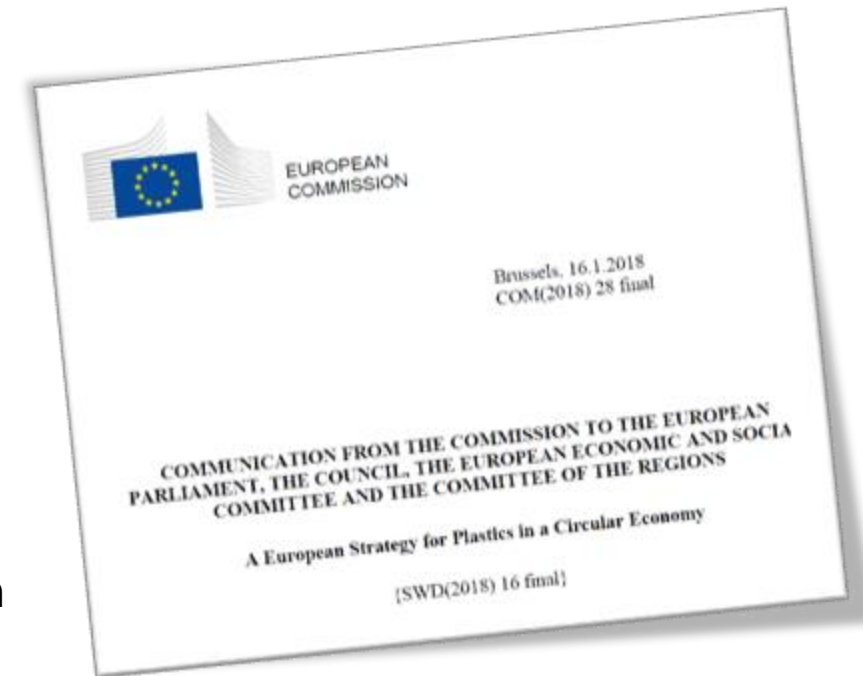 EUROPEAN
COMMISSION
Brussels, 16.1.2018
COM(2018) 28 final
COMMUNICATION FROM THE COMMISSION TO THE EUROPEAN
PARLIAMENT, THE COUNCIL, THE EUROPEAN ECONOMIC AND SOCIA
COMMITTEE AND THE COMMITTEE OF THE REGIONS
A European Strategy for Plastics in a Circular Economy
{SWD(2018) 16 final}